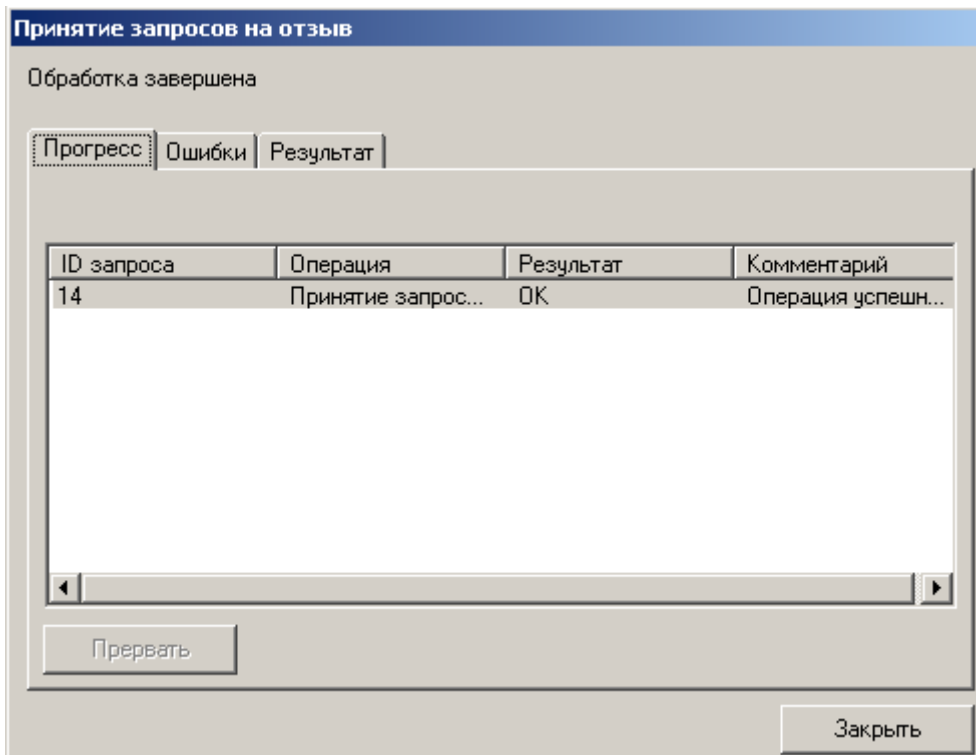 Принятие запросов на отзыв
Обработка завершена
Прогресс Ошибки Результат
ID запроса Операция Результат Комментарий
14 Принятие запрос... ОК Операция успешн...
Прервать
Закрыть